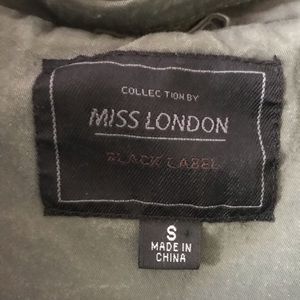 COLLECTION BY
MISS LONDON
BLACK LABEL
S
MADE IN
CHINA